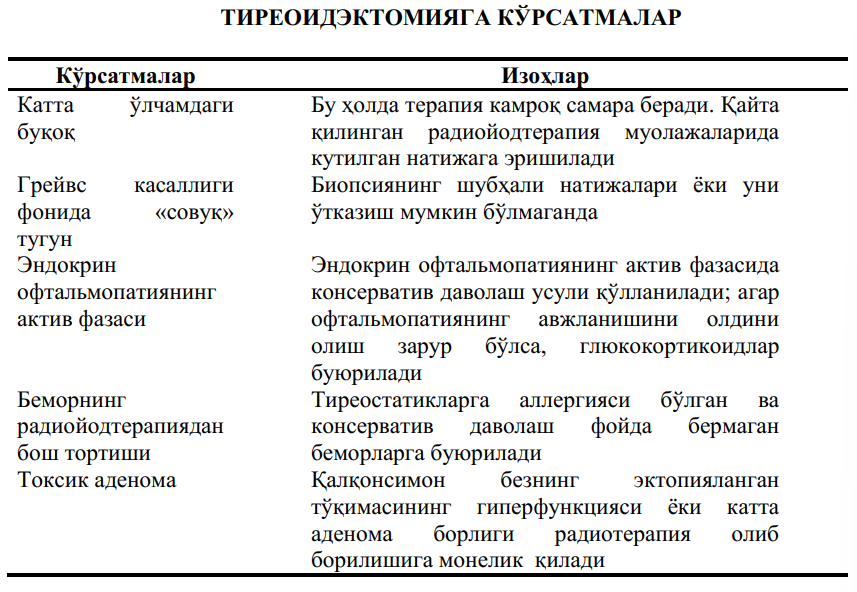 ТИРЕОИДЭКТОМИЯГА КЎРСАТМАЛАР
Кўрсатмалар Изоҳлар
Катта ўлчамдаги
буқоқ
Бу ҳолда терапия камроқ самара беради. Қайта
қилинган радиойодтерапия муолажаларида
кутилган натижага эришилади
Грейвс касаллиги
фонида «совуқ»
тугун
Биопсиянинг шубҳали натижалари ёки уни
ўтказиш мумкин бўлмаганда
Эндокрин
офтальмопатиянинг
актив фазаси
Эндокрин офтальмопатиянинг актив фазасида
консерватив даволаш усули қўлланилади; агар
офтальмопатиянинг авжланишини олдини
олиш зарур бўлса, глюкокортикоидлар
буюрилади
Беморнинг
радиойодтерапиядан
бош тортиши
Тиреостатикларга аллергияси бўлган ва
консерватив даволаш фойда бермаган
беморларга буюрилади
Токсик аденома
Қалқонсимон безнинг эктопияланган
тўқимасининг гиперфункцияси ёки катта
аденома борлиги радиотерапия олиб
борилишига монелик қилади